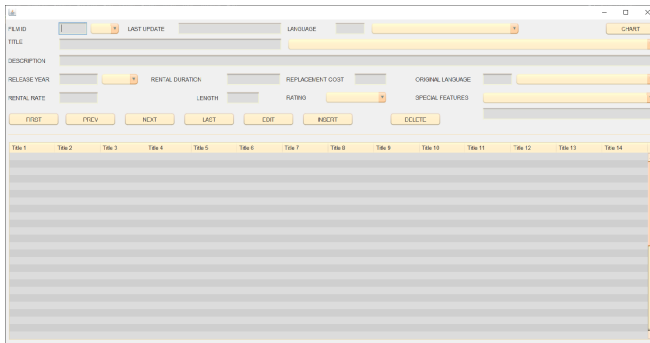 FILM ID LAST UPDATE LANGUAGE CHART
TITLE
DESCRIPTION
RELEASE YEAR RENTAL DURATION REPLACEMENT COST ORIGINAL LANGUAGE
RENTAL RATE LENGTH RATING SPECIAL FEATURES
FIRST PREV NEXT LAST EDIT INSERT DELETE
Title 1 Title 2 Title 3 Title 4 Title 5 Title 6 Title 7 Title 8 Title 9 Title 10 Title 11 Title 12 Title 13 Title 14